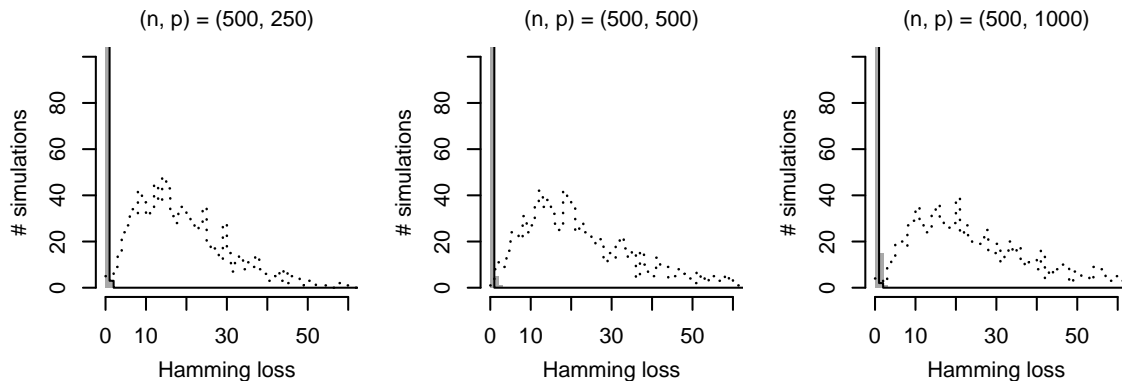 (n, p) = (500, 250)
# simulations
80
60
40
20
0
0 10 30 50
Hamming loss
(n, p) = (500, 500)
# simulations
80
60
40
20
0
0 10 30 50
Hamming loss
(n, p) = (500, 1000)
# simulations
80
60
40
20
0
0 10 30 50
Hamming loss